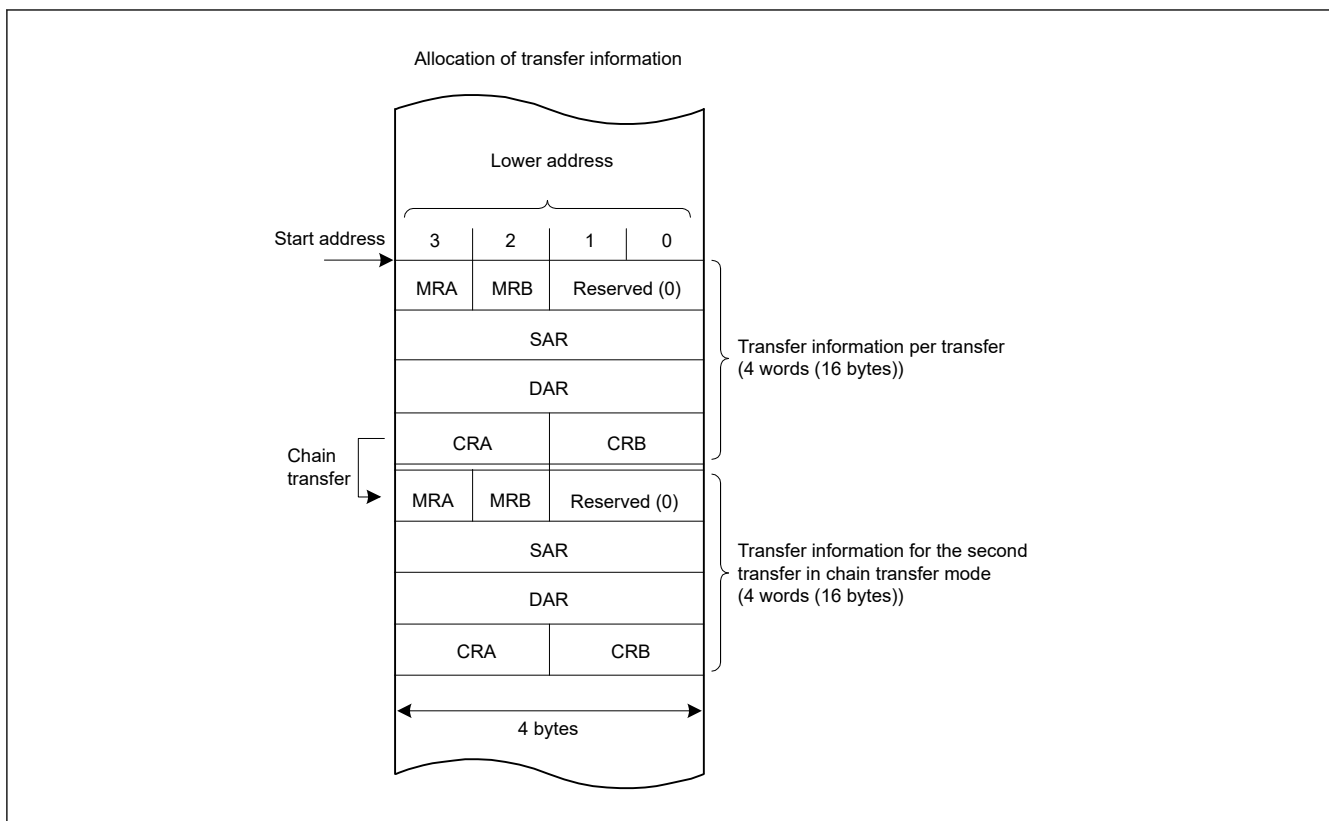 Allocation of transfer information
Lower address
Start address
3 2 1 0
MRA MRB Reserved (0)
SAR
DAR
CRA CRB
Transfer information per transfer
(4 words (16 bytes))
Chain
transfer
MRA MRB Reserved (0)
SAR
DAR
CRA CRB
Transfer information for the second
transfer in chain transfer mode
(4 words (16 bytes))
4 bytes